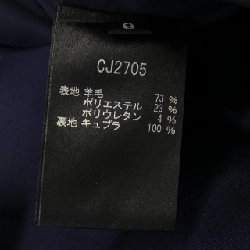 CJ2705
表地 羊毛 73 %
ポリエステル 23 %
ポリウレタン 4 %
裏地 キュプラ 100 %